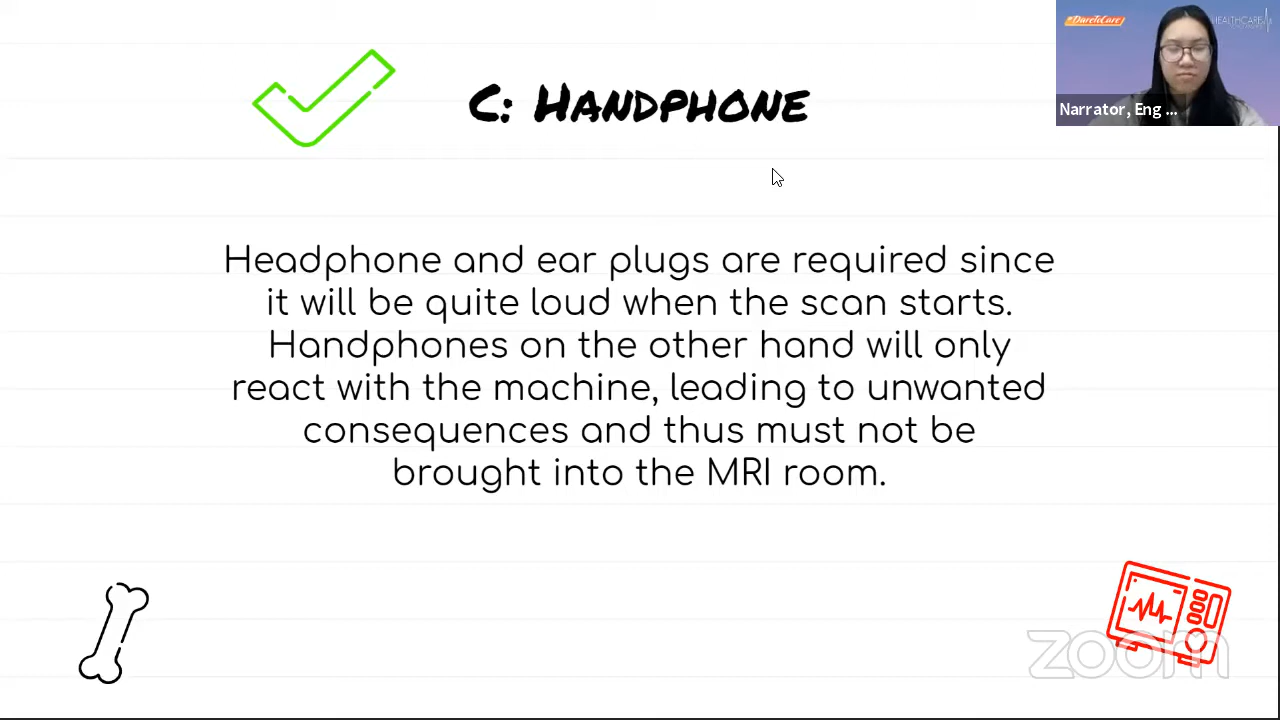 #DareToCare
HEALTHCARE
Narrator, Eng ...
C: HANDPHONE
Headphone and ear plugs are required since
it will be quite loud when the scan starts.
Handphones on the other hand will only
react with the machine, leading to unwanted
consequences and thus must not be
brought into the MRI room.
zoom